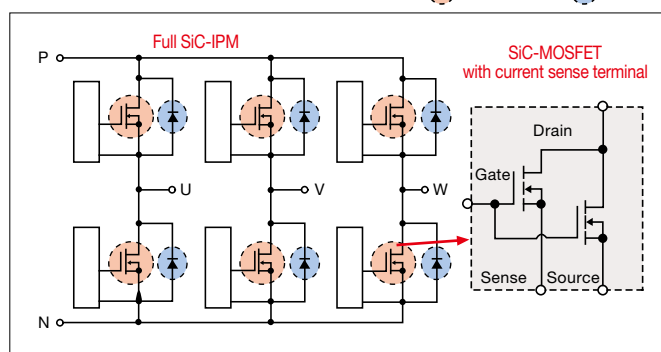 Full SiC-IPM
SiC-MOSFET
with current sense terminal
P
Drain
Gate
U
V
W
Sense
Source
N